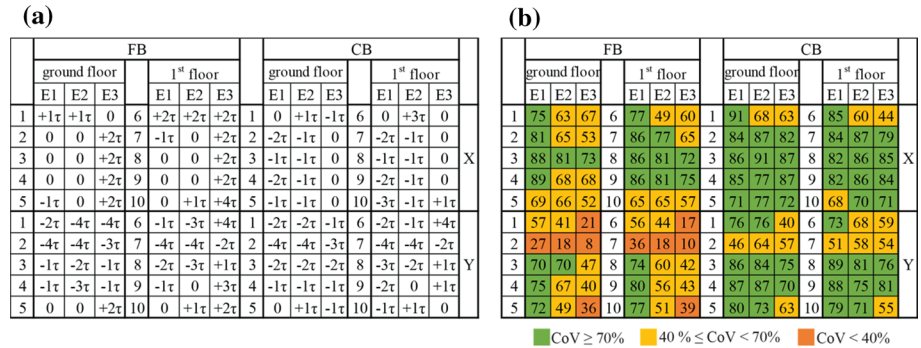 (a)
FB CB
ground floor 1st floor ground floor 1st floor
E1 E2 E3 E1 E2 E3 E1 E2 E3 E1 E2 E3
1 +1τ +1τ 0 6 +2τ +2τ +2τ 1 0 +1τ -1τ 6 0 +3τ 0
2 0 0 +2τ 7 -1τ 0 +2τ 2 -2τ -1τ 0 7 -2τ -1τ 0
3 0 0 +2τ 8 0 0 +2τ 3 -1τ -1τ 0 8 -1τ -1τ 0 X
4 0 0 +2τ 9 0 0 +2τ 4 -2τ -1τ 0 9 -2τ -1τ 0
5 -1τ 0 +2τ 10 0 +1τ +4τ 5 -1τ -1τ 0 10 -3τ -1τ +1τ
1 -2τ -4τ -4τ 6 -1τ -3τ +4τ 1 -2τ -2τ -1τ 6 -2τ -1τ +4τ
2 -4τ -4τ -3τ 7 -4τ -4τ -2τ 2 -4τ -4τ -3τ 7 -4τ -4τ -2τ
3 -1τ -2τ -1τ 8 -2τ -3τ +1τ 3 -2τ -2τ -2τ 8 -3τ -2τ +1τ Y
4 -1τ -3τ -1τ 9 -1τ 0 +3τ 4 -1τ -1τ -1τ 9 -2τ 0 +1τ
5 0 0 +2τ 10 0 +1τ +2τ 5 0 +1τ -1τ 10 -1τ +1τ 0
(b)
FB CB
ground floor 1st floor ground floor 1st floor
E1 E2 E3 E1 E2 E3 E1 E2 E3 E1 E2 E3
1 75 63 67 6 77 49 60 1 91 68 63 6 85 60 44
2 81 65 53 7 86 77 65 2 84 87 82 7 84 87 79
3 88 81 73 8 86 81 72 3 86 91 87 8 82 86 85 X
4 89 68 68 9 86 81 75 4 85 77 87 9 82 86 84
5 69 66 52 10 65 65 57 5 71 77 72 10 68 70 71
1 57 41 21 6 56 44 17 1 76 76 40 6 73 68 59
2 27 18 8 7 36 18 10 2 46 64 57 7 51 58 54
3 70 70 47 8 74 60 42 3 86 84 75 8 79 81 76 Y
4 75 67 40 9 80 56 43 4 87 87 70 9 88 75 81
5 72 49 36 10 77 51 39 5 80 73 63 10 79 71 55
CoV ≥ 70% 40 % ≤ CoV < 70% CoV < 40%